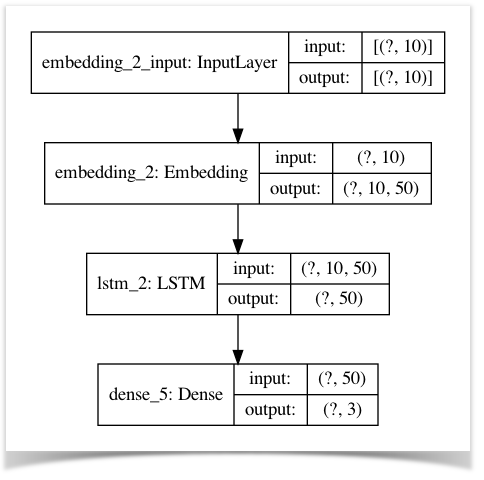 embedding_2_input: InputLayer
input: [(?, 10)]
output: [(?, 10)]
embedding_2: Embedding
input: (?, 10)
output: (?, 10, 50)
lstm_2: LSTM
input: (?, 10, 50)
output: (?, 50)
dense_5: Dense
input: (?, 50)
output: (?, 3)